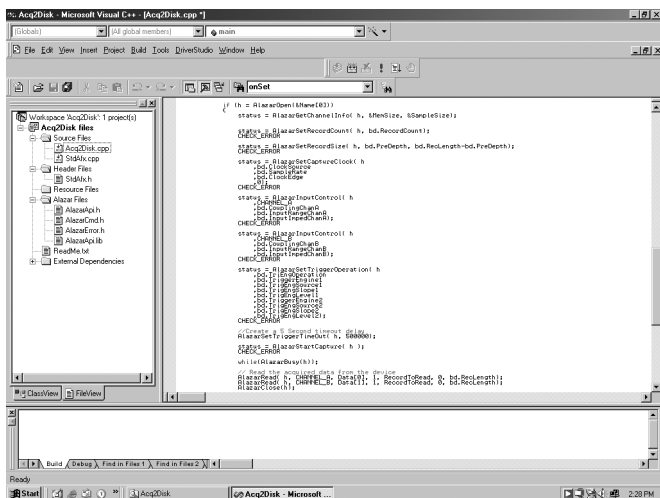 Acq2Disk - Microsoft Visual C++ - [Acq2Disk.cpp *]
(Globals)
(All global members)
main
File Edit View Insert Project Build Tools DriverStudio Window Help
onSet
Workspace 'Acq2Disk': 1 project(s)
Acq2Disk files
Source Files
Acq2Disk.cpp
StdAfx.cpp
Header Files
StdAfx.h
Resource Files
Alazar Files
AlazarApi.h
AlazarCmd.h
AlazarError.h
AlazarApi.lib
ReadMe.txt
External Dependencies
ClassView
FileView
if (h = AlazarOpen(&Name[0]))
{
status = AlazarGetChannelInfo( h, &MemSize, &SampleSize);
status = AlazarSetRecordCount( h, bd.RecordCount);
CHECK_ERROR
status = AlazarSetRecordSize( h, bd.PreDepth, bd.RecLength-bd.PreDepth);
CHECK_ERROR
status = AlazarSetCaptureClock( h
,bd.ClockSource
,bd.SampleRate
,bd.ClockEdge
,0);
CHECK_ERROR
status = AlazarInputControl( h
,CHANNEL_A
,bd.CouplingChanA
,bd.InputRangeChanA
,bd.InputImpedChanA);
CHECK_ERROR
status = AlazarInputControl( h
,CHANNEL_B
,bd.CouplingChanB
,bd.InputRangeChanB
,bd.InputImpedChanB);
CHECK_ERROR
status = AlazarSetTriggerOperation( h
,bd.TrigEngOperation
,bd.TriggerEngine1
,bd.TrigEngSource1
,bd.TrigEngSlope1
,bd.TrigEngLevel1
,bd.TriggerEngine2
,bd.TrigEngSource2
,bd.TrigEngSlope2
,bd.TrigEngLevel2);
CHECK_ERROR
//Create a 5 Second timeout delay
AlazarSetTriggerTimeOut( h, 500000);
status = AlazarStartCapture( h );
CHECK_ERROR
while(AlazarBusy(h));
// Read the acquired data from the device
AlazarRead( h, CHANNEL_A, Data[0], 1, RecordToRead, 0, bd.RecLength);
AlazarRead( h, CHANNEL_B, Data[1], 1, RecordToRead, 0, bd.RecLength);
AlazarClose(h);
Build
Debug
Find in Files 1
Find in Files 2
Ready
Start
Acq2Disk
Acq2Disk - Microsoft ...
2:28 PM